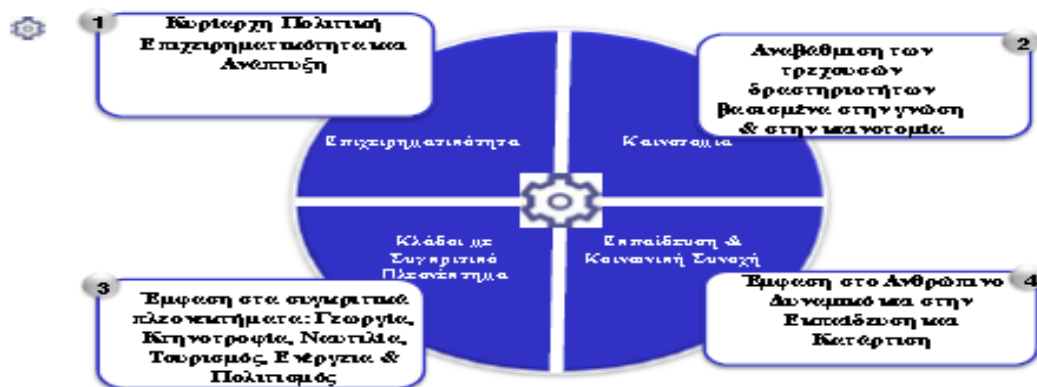 1
Κυρίαρχη Πολιτική
Επιχειρηματικότητα και
Ανάπτυξη
2
Αναβάθμιση των
τρεχουσών
δραστηριοτήτων
βασισμένα στην γνώση
& στην καινοτομία
Επιχειρηματικότητα
Καινοτομία
Κλάδοι με
Συγκριτικό
Πλεονέκτημα
Εκπαίδευση &
Κοινωνική Συνοχή
3
Έμφαση στα συγκριτικά
πλεονεκτήματα: Γεωργία,
Κτηνοτροφία, Ναυτιλία,
Τουρισμός, Ενέργεια &
Πολιτισμός
4
Έμφαση στο Ανθρώπινο
Δυναμικό και στην
Εκπαίδευση και
Κατάρτιση